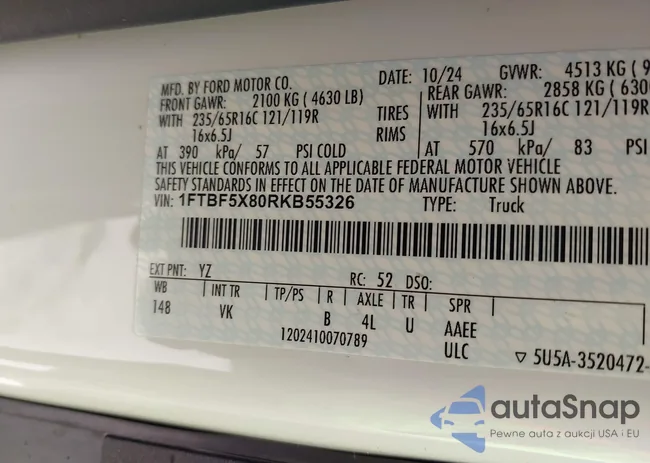 MFD. BY FORD MOTOR CO. DATE: 10/24 GVWR: 4513 KG ( 9
FRONT GAWR: 2100 KG ( 4630 LB) REAR GAWR: 2858 KG ( 630
WITH 235/65R16C 121/119R TIRES WITH 235/65R16C 121/119R
16x6.5J RIMS 16x6.5J
AT 390 kPa/ 57 PSI COLD AT 570 kPa/ 83 PSI
THIS VEHICLE CONFORMS TO ALL APPLICABLE FEDERAL MOTOR VEHICLE
SAFETY STANDARDS IN EFFECT ON THE DATE OF MANUFACTURE SHOWN ABOVE.
VIN: 1FTBF5X80RKB55326 TYPE: Truck
EXT PNT: YZ RC: 52 DSO:
WB INT TR TP/PS R AXLE TR SPR
148 VK B 4L U AAEE
1202410070789 ULC ▽ 5U5A-3520472-
autaSnap
Pewne auta z aukcji USA i EU